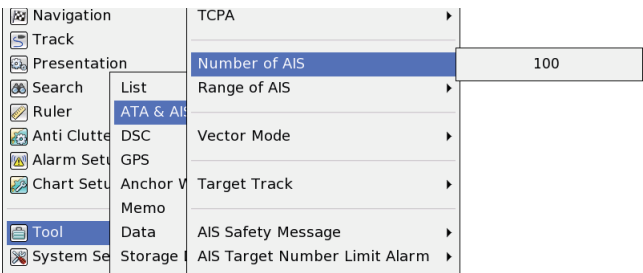 Navigation
Track
Presentation
Search
Ruler
Anti Clutte
Alarm Setu
Chart Setu
Tool
System Se
List
ATA & AIS
DSC
GPS
Anchor W
Memo
Data
Storage
TCPA
Number of AIS
Range of AIS
Vector Mode
Target Track
AIS Safety Message
AIS Target Number Limit Alarm
100